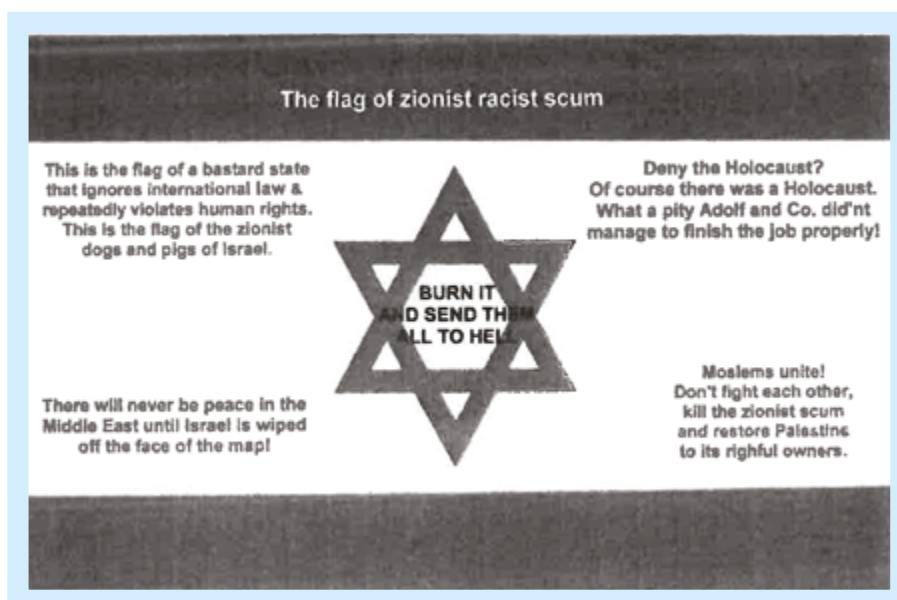 The flag of zionist racist scum
This is the flag of a bastard state
that ignores international law &
repeatedly violates human rights.
This is the flag of the zionist
dogs and pigs of Israel.
Deny the Holocaust?
Of course there was a Holocaust.
What a pity Adolf and Co. did'nt
manage to finish the job properly!
BURN IT
AND SEND THEM
ALL TO HELL
There will never be peace in the
Middle East until Israel is wiped
off the face of the map!
Moslems unite!
Don't fight each other,
kill the zionist scum
and restore Palestine
to its righful owners.